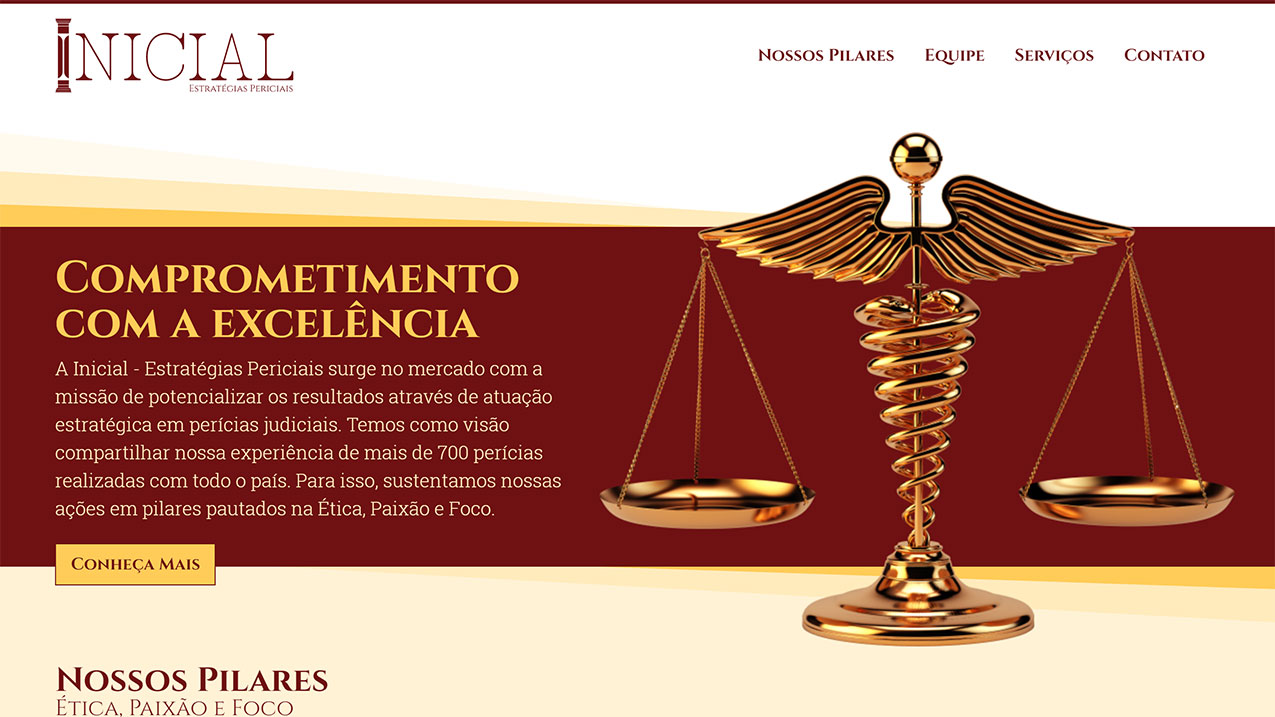 INICIAL
Estratégias Periciais
Nossos Pilares Equipe Serviços Contato
Comprometimento
com a excelência
A Inicial - Estratégias Periciais surge no mercado com a
missão de potencializar os resultados através de atuação
estratégica em perícias judiciais. Temos como visão
compartilhar nossa experiência de mais de 700 perícias
realizadas com todo o país. Para isso, sustentamos nossas
ações em pilares pautados na Ética, Paixão e Foco.
Conheça Mais
Nossos Pilares
Ética, Paixão e Foco